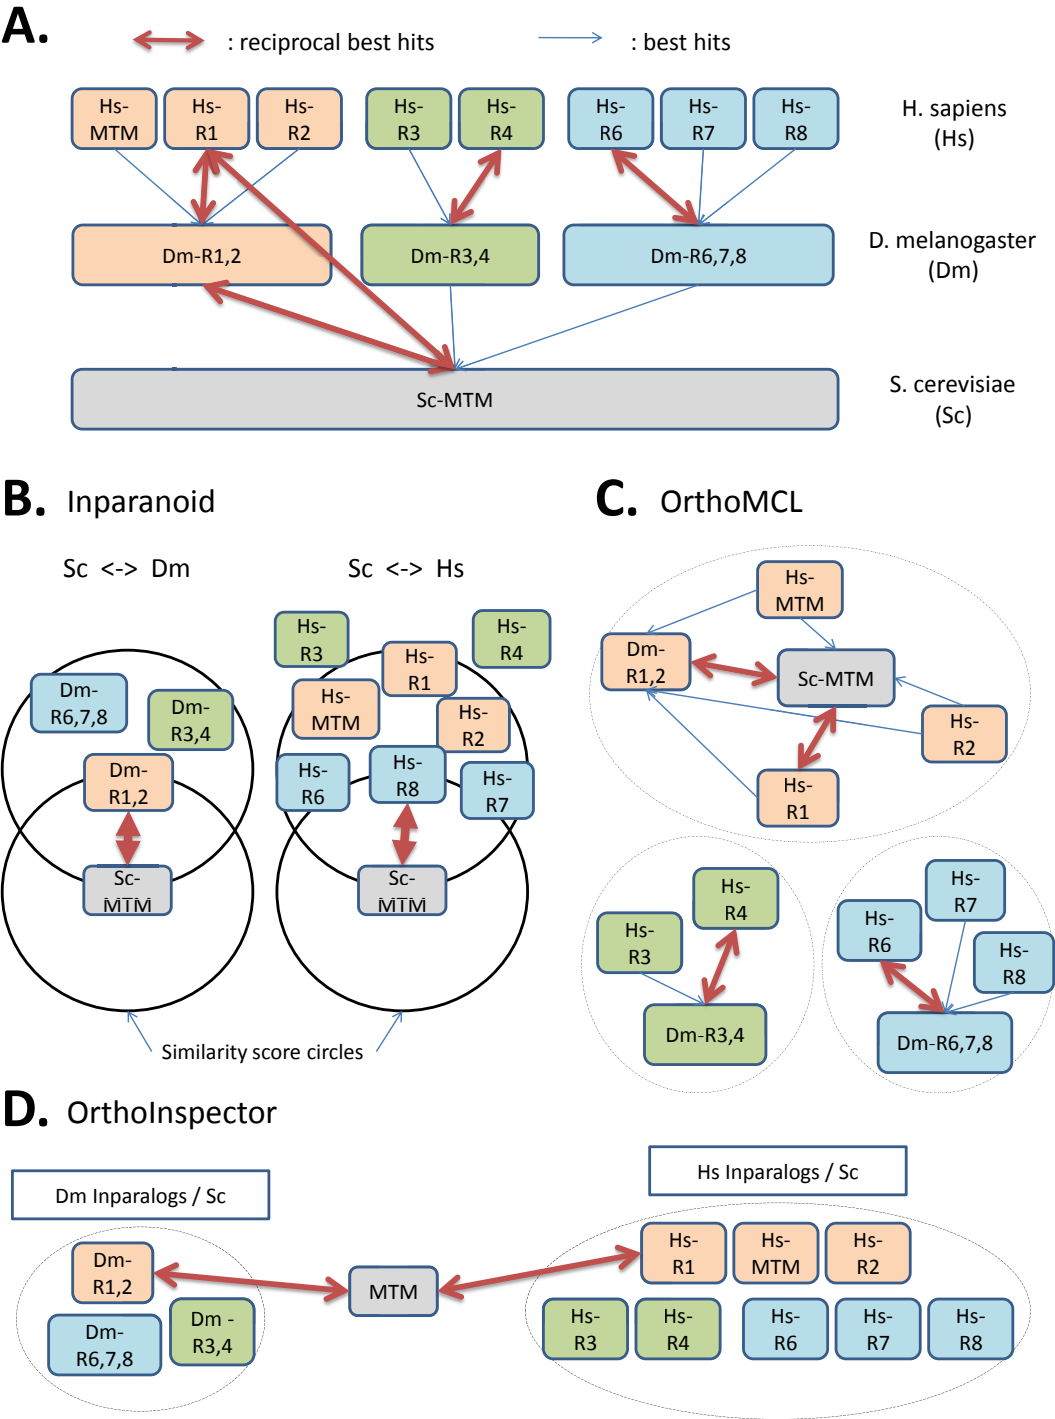 A.
: reciprocal best hits
: best hits
Hs-
MTM
Hs-
R1
Hs-
R2
Hs-
R3
Hs-
R4
Hs-
R6
Hs-
R7
Hs-
R8
H. sapiens
(Hs)
Dm-R1,2
Dm-R3,4
Dm-R6,7,8
D. melanogaster
(Dm)
Sc-MTM
S. cerevisiae
(Sc)
B. Inparanoid
Sc <-> Dm
Sc <-> Hs
Dm-
R6,7,8
Dm-
R3,4
Dm-
R1,2
Sc-
MTM
Hs-
R3
Hs-
R4
Hs-
R1
Hs-
MTM
Hs-
R2
Hs-
R6
Hs-
R8
Hs-
R7
Sc-
MTM
Similarity score circles
C. OrthoMCL
Hs-
MTM
Dm-
R1,2
Sc-MTM
Hs-
R2
Hs-
R1
Hs-
R4
Hs-
R3
Dm-R3,4
Hs-
R7
Hs-
R6
Hs-
R8
Dm-R6,7,8
D. OrthoInspector
Dm Inparalogs / Sc
Hs Inparalogs / Sc
Dm-
R1,2
Dm-
R6,7,8
Dm -
R3,4
MTM
Hs-
R1
Hs-
MTM
Hs-
R2
Hs-
R3
Hs-
R4
Hs-
R6
Hs-
R7
Hs-
R8